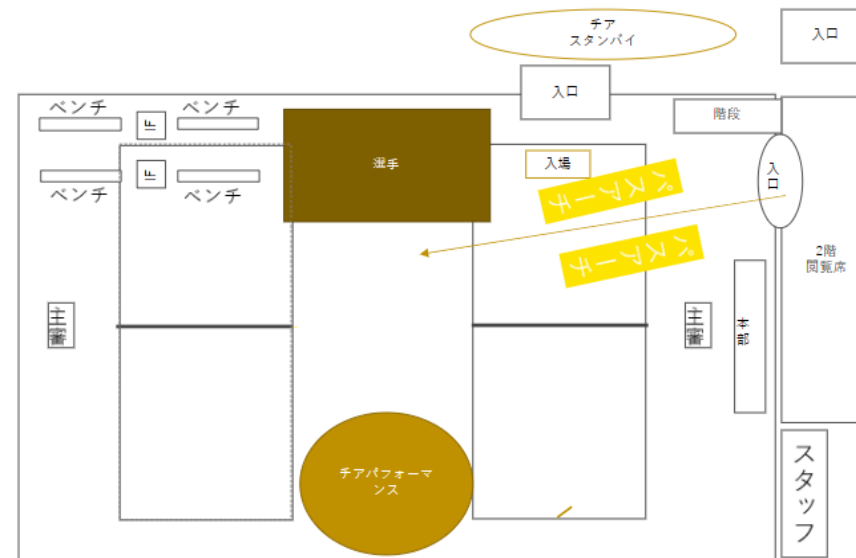 チア
スタンバイ
入口
入口
階段
ベンチ
ベンチ
IF
選手
入場
パスアーチ
入口
IF
ベンチ
ベンチ
パスアーチ
2階
閲覧席
主審
主審
本部
チアパフォーマ
ンス
スタッフ